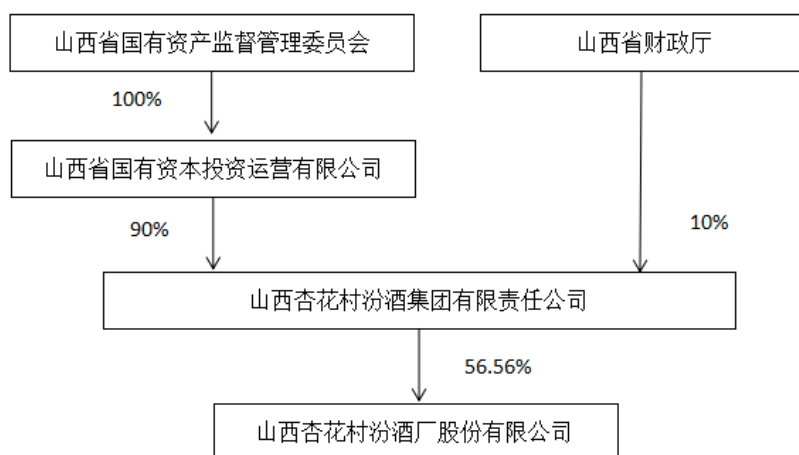 山西省国有资产监督管理委员会
山西省财政厅
100%
山西省国有资本投资运营有限公司
90%
10%
山西杏花村汾酒集团有限责任公司
56.56%
山西杏花村汾酒厂股份有限公司